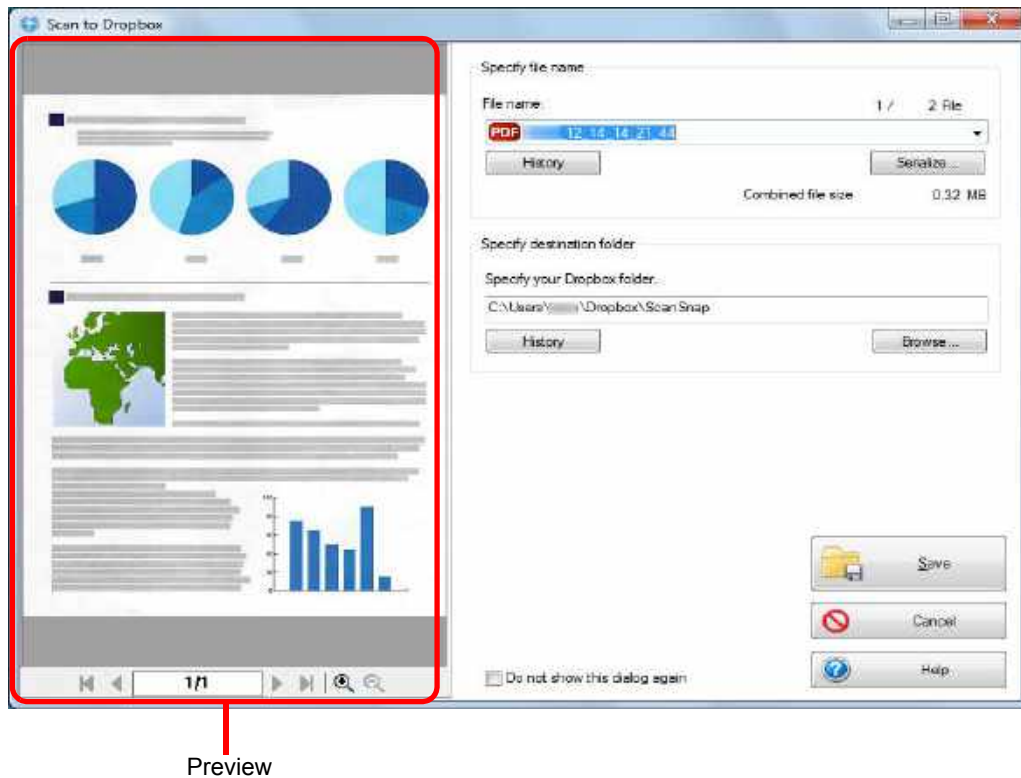 Scan to Dropbox
Specify file name
File name
1 / 2 File
PDF 12_14_14_21_44
History
Serialize...
Combined file size 0.32 MB
Specify destination folder
Specify your Dropbox folder.
C:\Users\ \Dropbox\ScanSnap
History
Browse...
Save
Cancel
Help
1/1
Do not show this dialog again
Preview